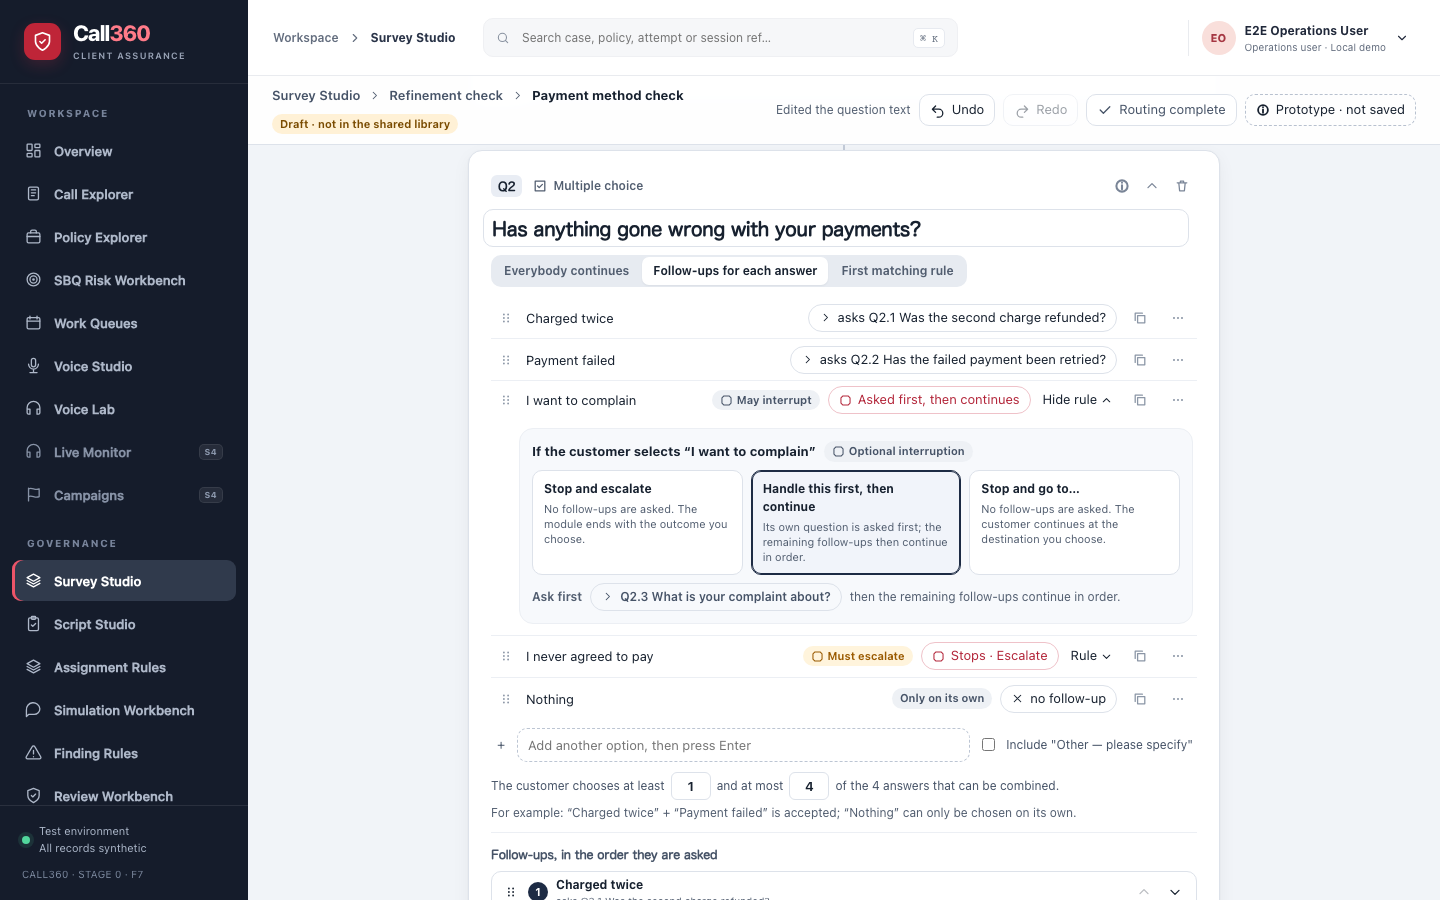 Call360
CLIENT ASSURANCE
WORKSPACE
Overview
Call Explorer
Policy Explorer
SBQ Risk Workbench
Work Queues
Voice Studio
Voice Lab
Live Monitor S4
Campaigns S4
GOVERNANCE
Survey Studio
Script Studio
Assignment Rules
Simulation Workbench
Finding Rules
Review Workbench
Test environment
All records synthetic
CALL360 · STAGE 0 · F7
Workspace > Survey Studio
Search case, policy, attempt or session ref...
⌘ K
EO
E2E Operations User
Operations user · Local demo
Survey Studio > Refinement check > Payment method check
Draft · not in the shared library
Edited the question text
Undo
Redo
Routing complete
Prototype · not saved
Q2 Multiple choice
Has anything gone wrong with your payments?
Everybody continues Follow-ups for each answer First matching rule
Charged twice asks Q2.1 Was the second charge refunded?
Payment failed asks Q2.2 Has the failed payment been retried?
I want to complain May interrupt Asked first, then continues Hide rule
If the customer selects “I want to complain” Optional interruption
Stop and escalate
No follow-ups are asked. The
module ends with the outcome you
choose.
Handle this first, then
continue
Its own question is asked first; the
remaining follow-ups then continue
in order.
Stop and go to...
No follow-ups are asked. The
customer continues at the
destination you choose.
Ask first Q2.3 What is your complaint about? then the remaining follow-ups continue in order.
I never agreed to pay Must escalate Stops · Escalate Rule
Nothing Only on its own no follow-up
+ Add another option, then press Enter Include "Other — please specify"
The customer chooses at least 1 and at most 4 of the 4 answers that can be combined.
For example: “Charged twice” + “Payment failed” is accepted; “Nothing” can only be chosen on its own.
Follow-ups, in the order they are asked
1 Charged twice
asks Q2.1 Was the second charge refunded?